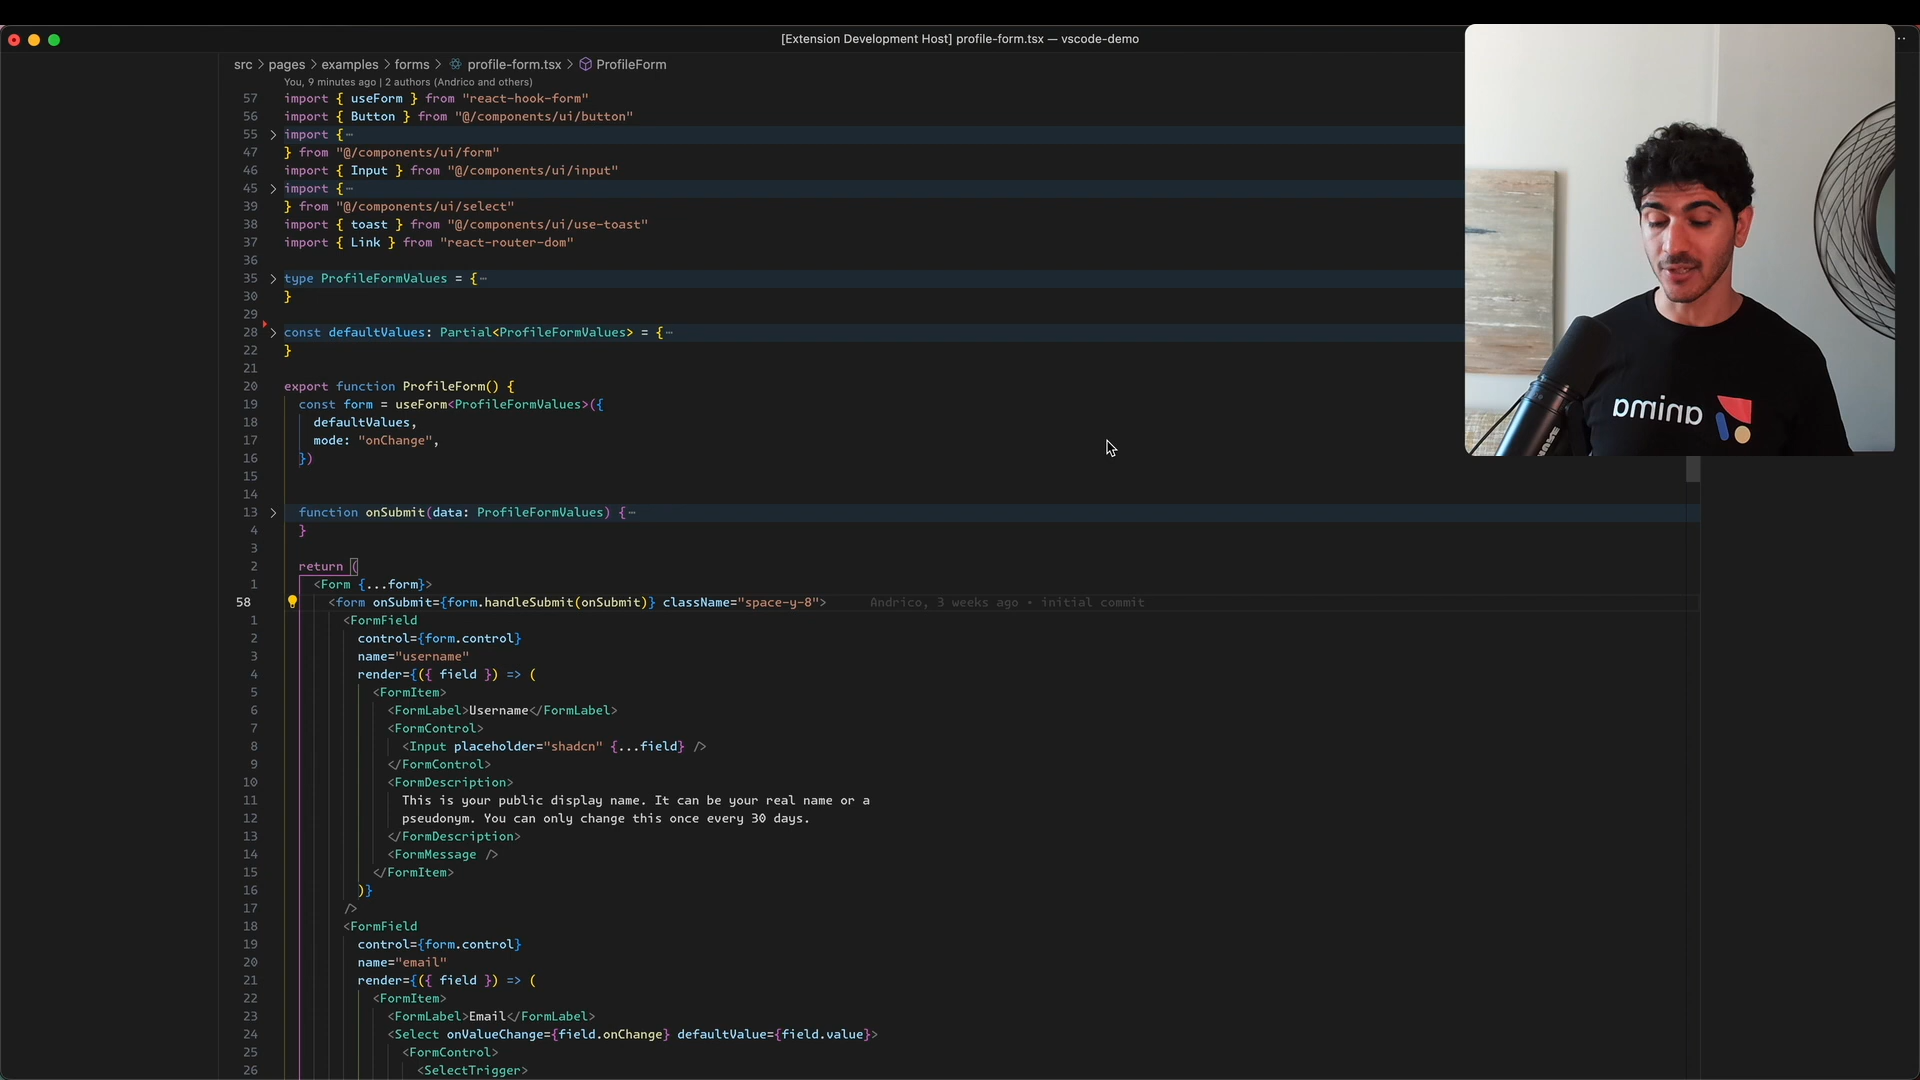 [Extension Development Host] profile-form.tsx — vscode-demo
src > pages > examples > forms > profile-form.tsx > ProfileForm
You, 9 minutes ago | 2 authors (Andrico and others)
57 import { useForm } from "react-hook-form"
56 import { Button } from "@/components/ui/button"
55 import {⋯
47 } from "@/components/ui/form"
46 import { Input } from "@/components/ui/input"
45 import {⋯
39 } from "@/components/ui/select"
38 import { toast } from "@/components/ui/use-toast"
37 import { Link } from "react-router-dom"
36
35 type ProfileFormValues = {⋯
30 }
29
28 const defaultValues: Partial<ProfileFormValues> = {⋯
22 }
21
20 export function ProfileForm() {
19 const form = useForm<ProfileFormValues>({
18 defaultValues,
17 mode: "onChange",
16 })
15
14
13 function onSubmit(data: ProfileFormValues) {⋯
4 }
3
2 return (
1 <Form {...form}>
58 <form onSubmit={form.handleSubmit(onSubmit)} className="space-y-8"> Andrico, 3 weeks ago • initial commit
1 <FormField
2 control={form.control}
3 name="username"
4 render={({ field }) => (
5 <FormItem>
6 <FormLabel>Username</FormLabel>
7 <FormControl>
8 <Input placeholder="shadcn" {...field} />
9 </FormControl>
10 <FormDescription>
11 This is your public display name. It can be your real name or a
12 pseudonym. You can only change this once every 30 days.
13 </FormDescription>
14 <FormMessage />
15 </FormItem>
16 )}
17 />
18 <FormField
19 control={form.control}
20 name="email"
21 render={({ field }) => (
22 <FormItem>
23 <FormLabel>Email</FormLabel>
24 <Select onValueChange={field.onChange} defaultValue={field.value}>
25 <FormControl>
26 <SelectTrigger>
anima